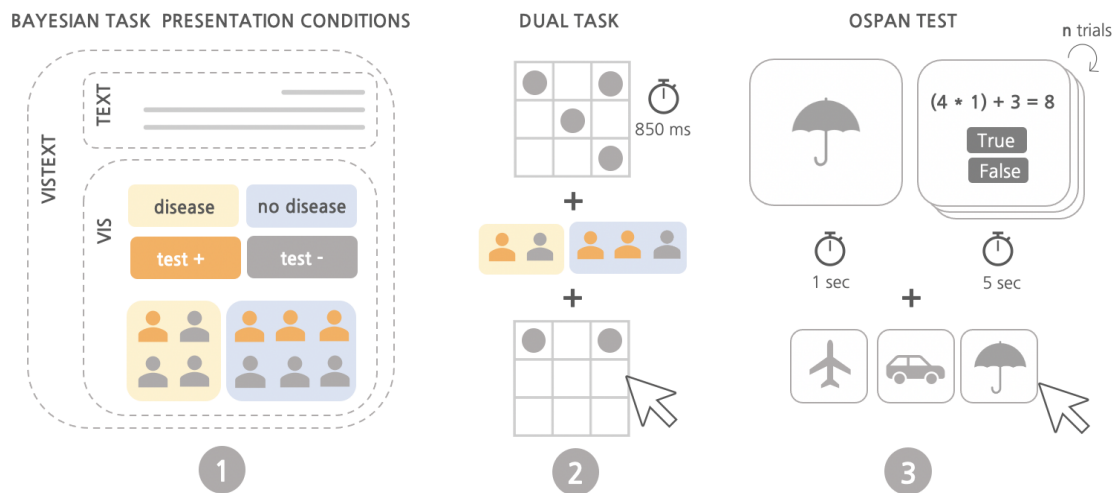 BAYESIAN TASK PRESENTATION CONDITIONS
VISTEXT
TEXT
VIS
disease
no disease
test +
test -
1
DUAL TASK
850 ms
+
+
2
OSPAN TEST
n trials
(4 * 1) + 3 = 8
True
False
1 sec
5 sec
+
3